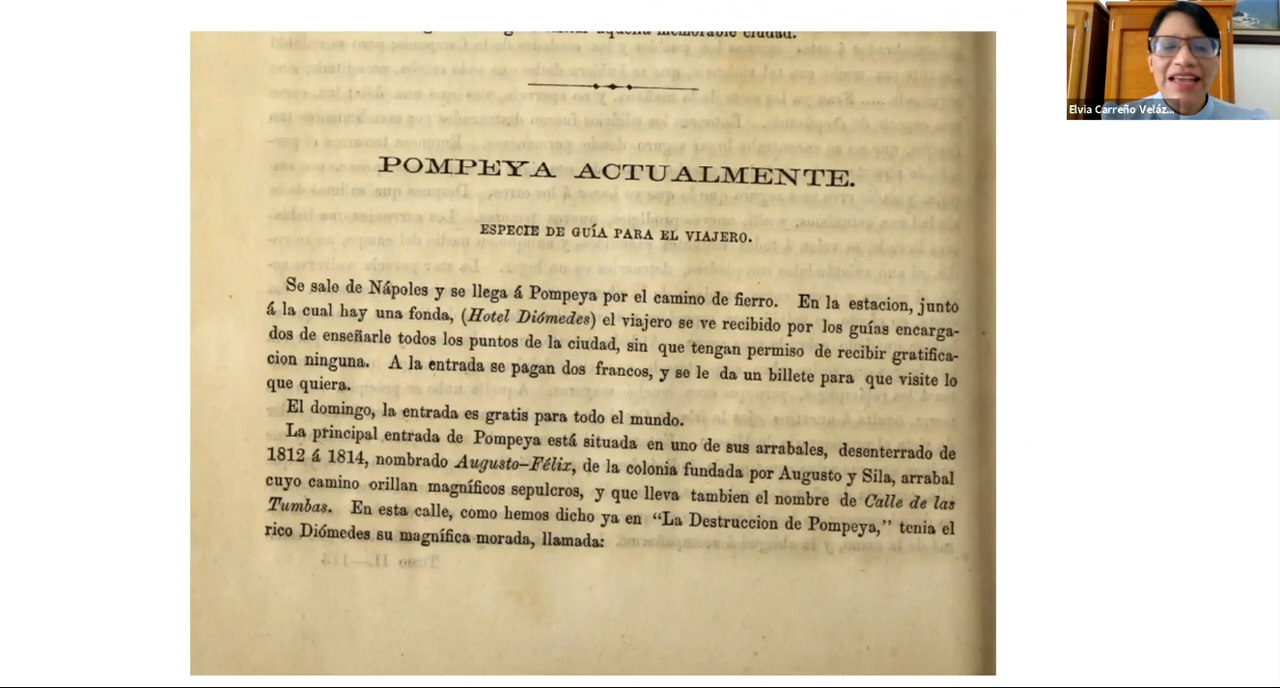 aquella memorable ciudad.
POMPEYA ACTUALMENTE.
ESPECIE DE GUÍA PARA EL VIAJERO.
Se sale de Nápoles y se llega á Pompeya por el camino de fierro. En la estacion, junto
á la cual hay una fonda, (Hotel Diómedes) el viajero se ve recibido por los guías encarga-
dos de enseñarle todos los puntos de la ciudad, sin que tengan permiso de recibir gratifica-
cion ninguna. A la entrada se pagan dos francos, y se le da un billete para que visite lo
que quiera.
El domingo, la entrada es gratis para todo el mundo.
La principal entrada de Pompeya está situada en uno de sus arrabales, desenterrado de
1812 á 1814, nombrado Augusto-Félix, de la colonia fundada por Augusto y Sila, arrabal
cuyo camino orillan magníficos sepulcros, y que lleva tambien el nombre de Calle de las
Tumbas. En esta calle, como hemos dicho ya en “La Destruccion de Pompeya,” tenia el
rico Diómedes su magnífica morada, llamada:
Tomo II.—113
Elvia Carreño Veláz...